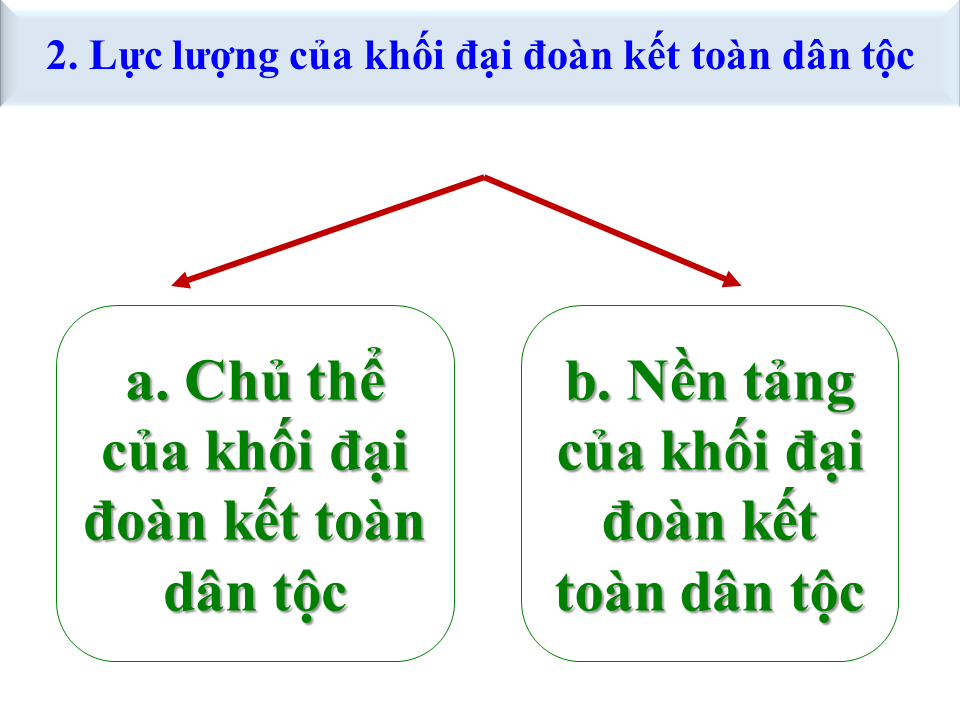 2. Lực lượng của khối đại đoàn kết toàn dân tộc
a. Chủ thể
của khối đại
đoàn kết toàn
dân tộc
b. Nền tảng
của khối đại
đoàn kết
toàn dân tộc